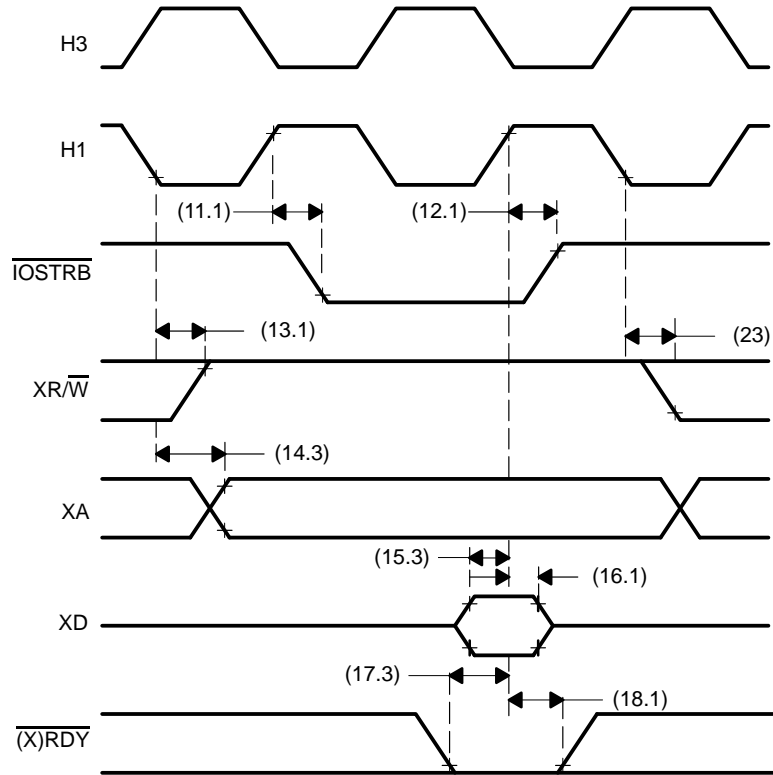 H3
H1
(11.1)
(12.1)
IOSTRB
(13.1)
(23)
XR/W
(14.3)
XA
(15.3)
(16.1)
XD
(17.3)
(18.1)
(X)RDY